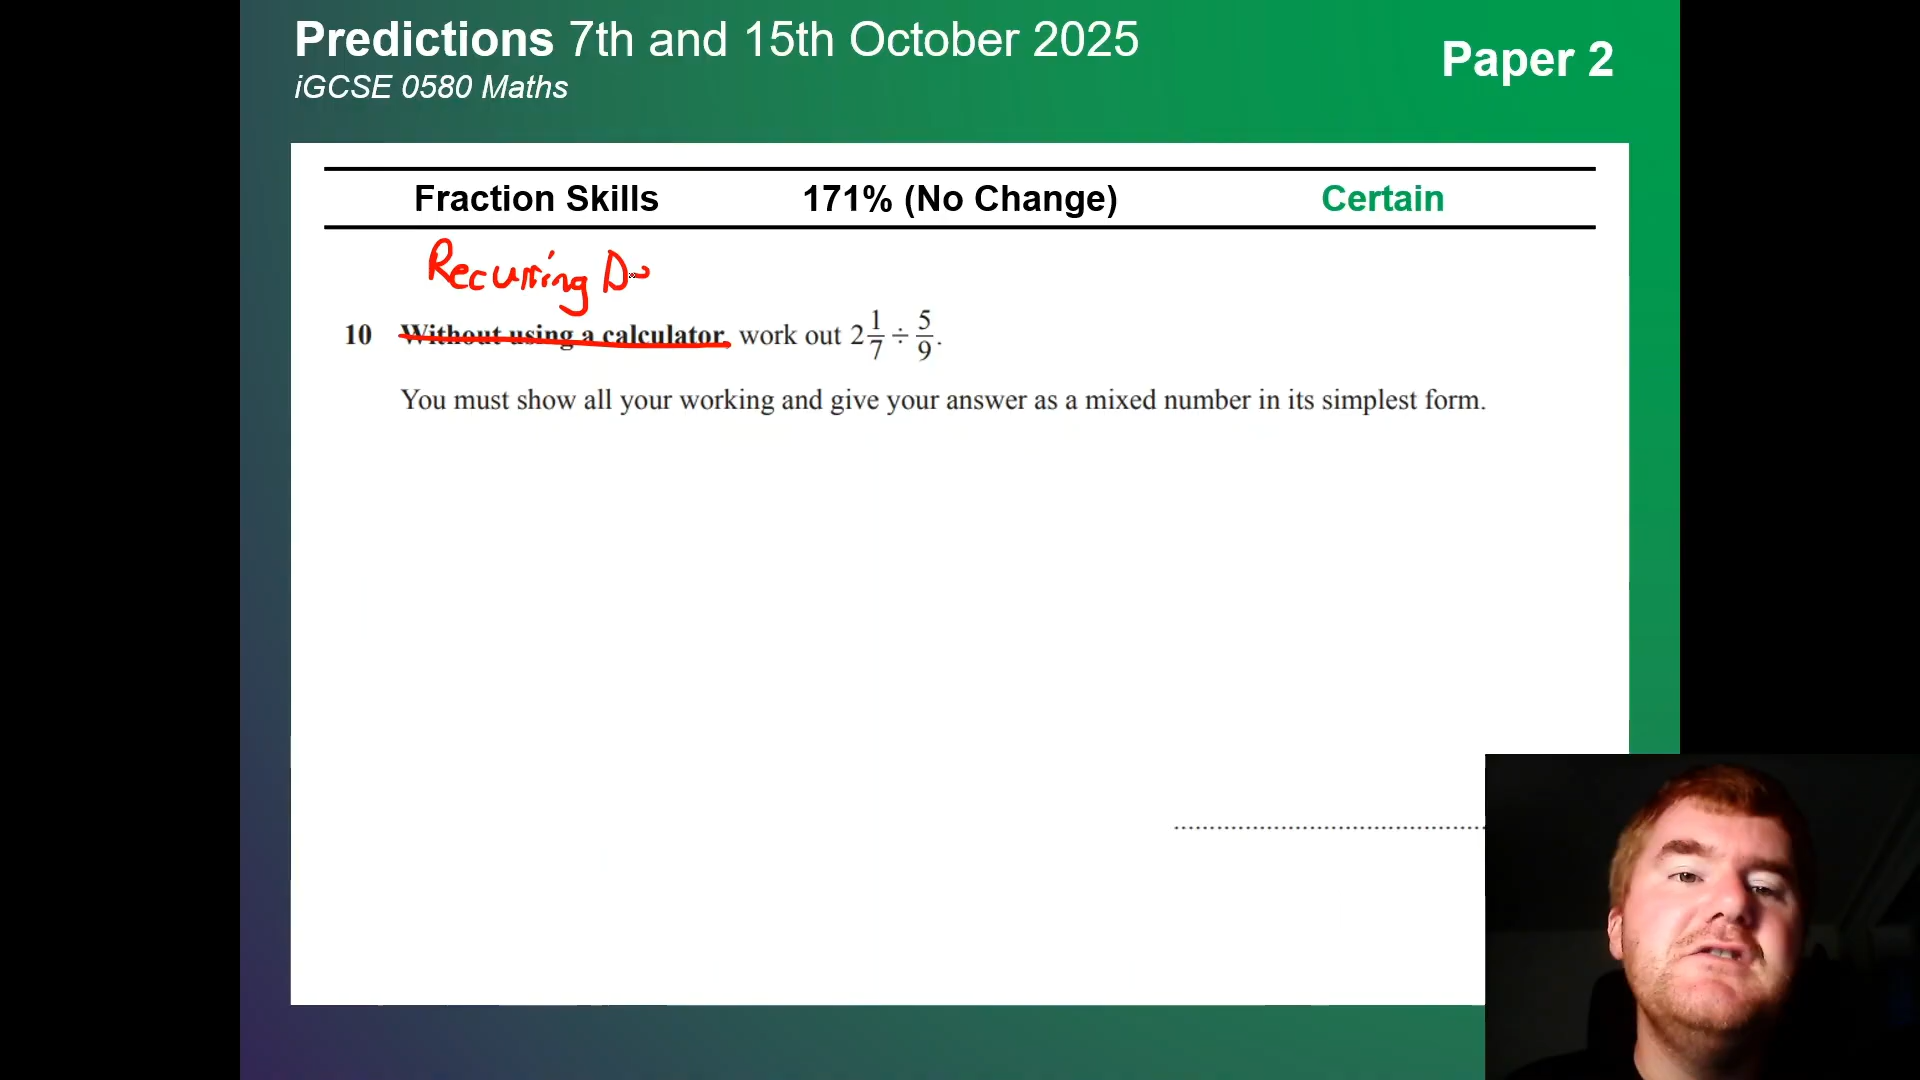 Predictions 7th and 15th October 2025
iGCSE 0580 Maths
Paper 2
Fraction Skills 171% (No Change) Certain
Recurring D
10 Without using a calculator, work out 2 1/7 ÷ 5/9.
You must show all your working and give your answer as a mixed number in its simplest form.